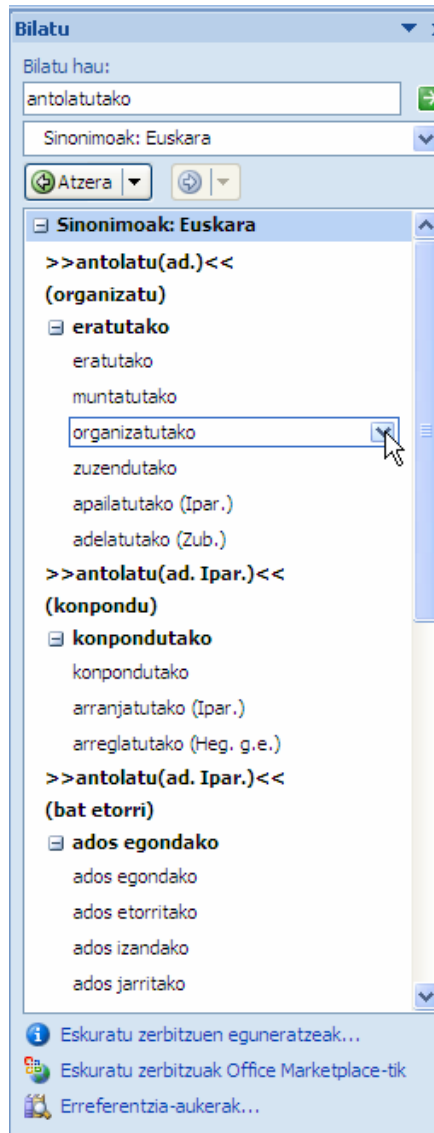 Bilatu
Bilatu hau:
antolatutako
Sinonimoak: Euskara
Atzera
Sinonimoak: Euskara
>>antolatu(ad.)<<
(organizatu)
eratutako
eratutako
muntatutako
organizatutako
zuzendutako
apailatutako (Ipar.)
adelatutako (Zub.)
>>antolatu(ad. Ipar.)<<
(konpondu)
konpondutako
konpondutako
arranjatutako (Ipar.)
arreglatutako (Heg. g.e.)
>>antolatu(ad. Ipar.)<<
(bat etorri)
ados egondako
ados egondako
ados etorritako
ados izandako
ados jarritako
Eskuratu zerbitzuen eguneratzeak...
Eskuratu zerbitzuak Office Marketplace-tik
Erreferentzia-aukerak...